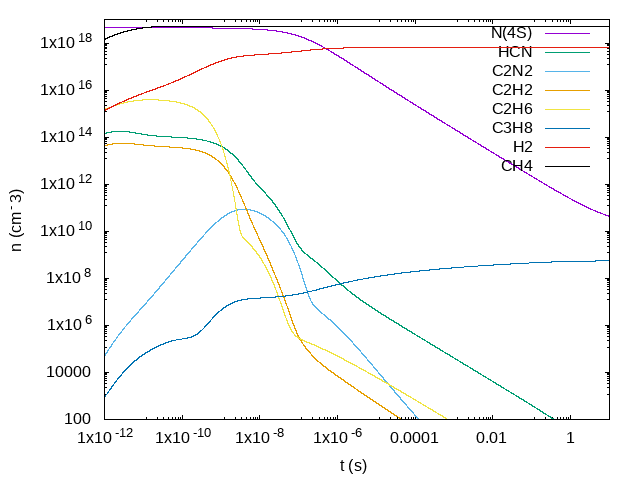 1x10^18
1x10^16
1x10^14
1x10^12
1x10^10
1x10^8
1x10^6
10000
100
n (cm^-3)
N(4S)
HCN
C2N2
C2H2
C2H6
C3H8
H2
CH4
1x10^-12 1x10^-10 1x10^-8 1x10^-6 0.0001 0.01 1
t (s)